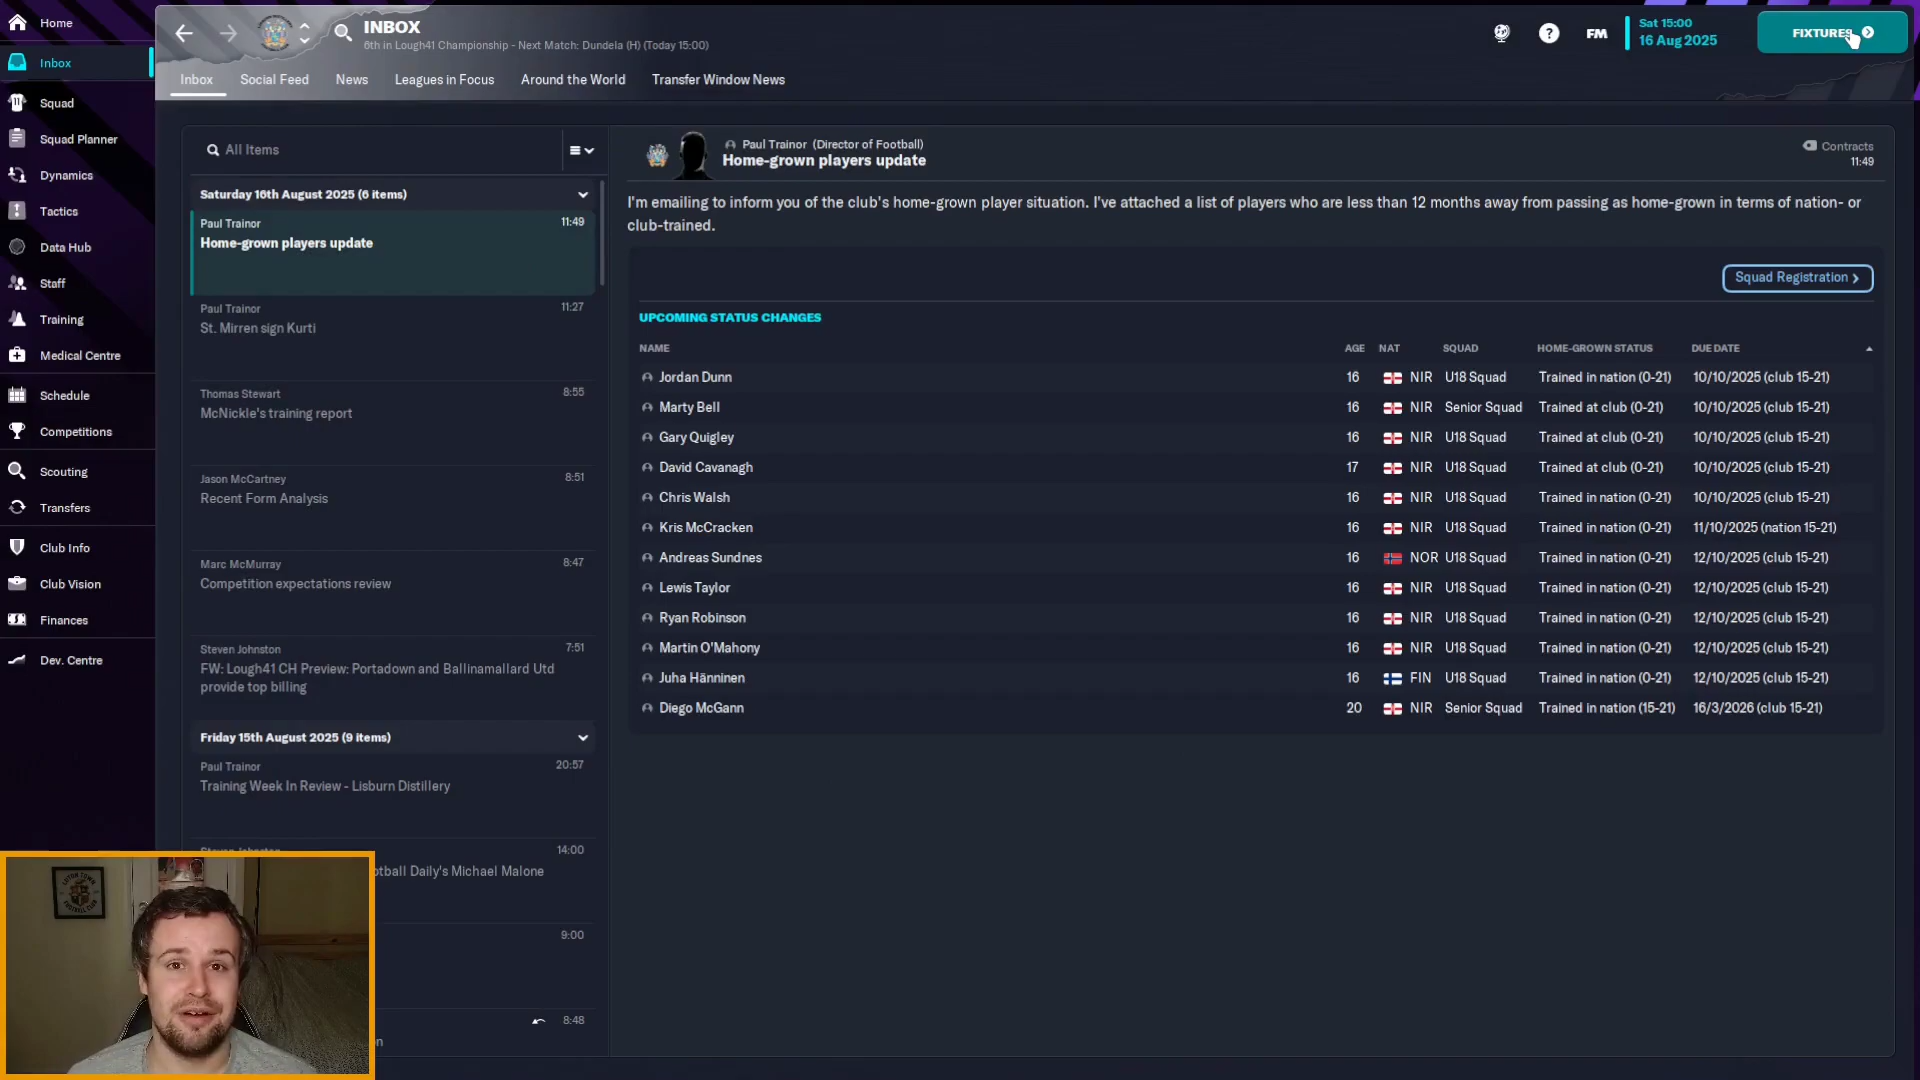 Home
Inbox
Squad
Squad Planner
Dynamics
Tactics
Data Hub
Staff
Training
Medical Centre
Schedule
Competitions
Scouting
Transfers
Club Info
Club Vision
Finances
Dev. Centre
INBOX
6th in Lough41 Championship - Next Match: Dundela (H) (Today 15:00)
FM
Sat 15:00
16 Aug 2025
FIXTURES
Inbox Social Feed News Leagues in Focus Around the World Transfer Window News
All Items
Saturday 16th August 2025 (6 items)
Paul Trainor 11:49
Home-grown players update
Paul Trainor 11:27
St. Mirren sign Kurti
Thomas Stewart 8:55
McNickle's training report
Jason McCartney 8:51
Recent Form Analysis
Marc McMurray 8:47
Competition expectations review
Steven Johnston 7:51
FW: Lough41 CH Preview: Portadown and Ballinamallard Utd
provide top billing
Friday 15th August 2025 (9 items)
Paul Trainor 20:57
Training Week In Review - Lisburn Distillery
14:00
Daily's Michael Malone
9:00
8:48
Paul Trainor (Director of Football)
Home-grown players update
Contracts
11:49
I'm emailing to inform you of the club's home-grown player situation. I've attached a list of players who are less than 12 months away from passing as home-grown in terms of nation- or
club-trained.
Squad Registration
UPCOMING STATUS CHANGES
NAME AGE NAT SQUAD HOME-GROWN STATUS DUE DATE
Jordan Dunn 16 NIR U18 Squad Trained in nation (0-21) 10/10/2025 (club 15-21)
Marty Bell 16 NIR Senior Squad Trained at club (0-21) 10/10/2025 (club 15-21)
Gary Quigley 16 NIR U18 Squad Trained at club (0-21) 10/10/2025 (club 15-21)
David Cavanagh 17 NIR U18 Squad Trained at club (0-21) 10/10/2025 (club 15-21)
Chris Walsh 16 NIR U18 Squad Trained in nation (0-21) 10/10/2025 (club 15-21)
Kris McCracken 16 NIR U18 Squad Trained in nation (0-21) 11/10/2025 (nation 15-21)
Andreas Sundnes 16 NOR U18 Squad Trained in nation (0-21) 12/10/2025 (club 15-21)
Lewis Taylor 16 NIR U18 Squad Trained in nation (0-21) 12/10/2025 (club 15-21)
Ryan Robinson 16 NIR U18 Squad Trained in nation (0-21) 12/10/2025 (club 15-21)
Martin O'Mahony 16 NIR U18 Squad Trained in nation (0-21) 12/10/2025 (club 15-21)
Juha Hänninen 16 FIN U18 Squad Trained in nation (0-21) 12/10/2025 (club 15-21)
Diego McGann 20 NIR Senior Squad Trained in nation (15-21) 16/3/2026 (club 15-21)